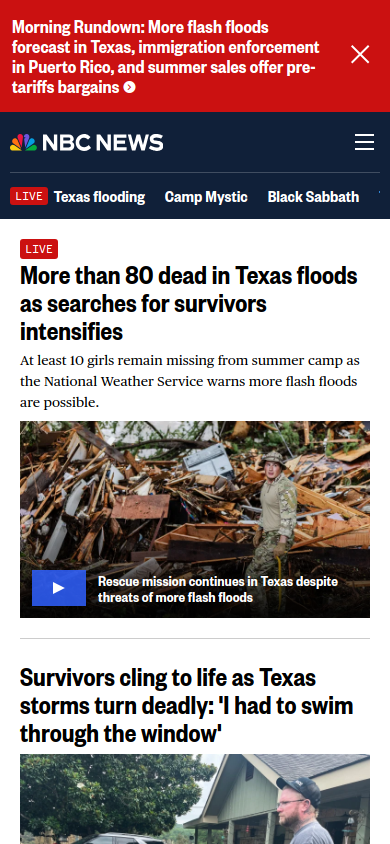 Morning Rundown: More flash floods
forecast in Texas, immigration enforcement
in Puerto Rico, and summer sales offer pre-
tariffs bargains
NBC NEWS
LIVE Texas flooding Camp Mystic Black Sabbath
LIVE
More than 80 dead in Texas floods
as searches for survivors
intensifies
At least 10 girls remain missing from summer camp as
the National Weather Service warns more flash floods
are possible.
Rescue mission continues in Texas despite
threats of more flash floods
Survivors cling to life as Texas
storms turn deadly: 'I had to swim
through the window'